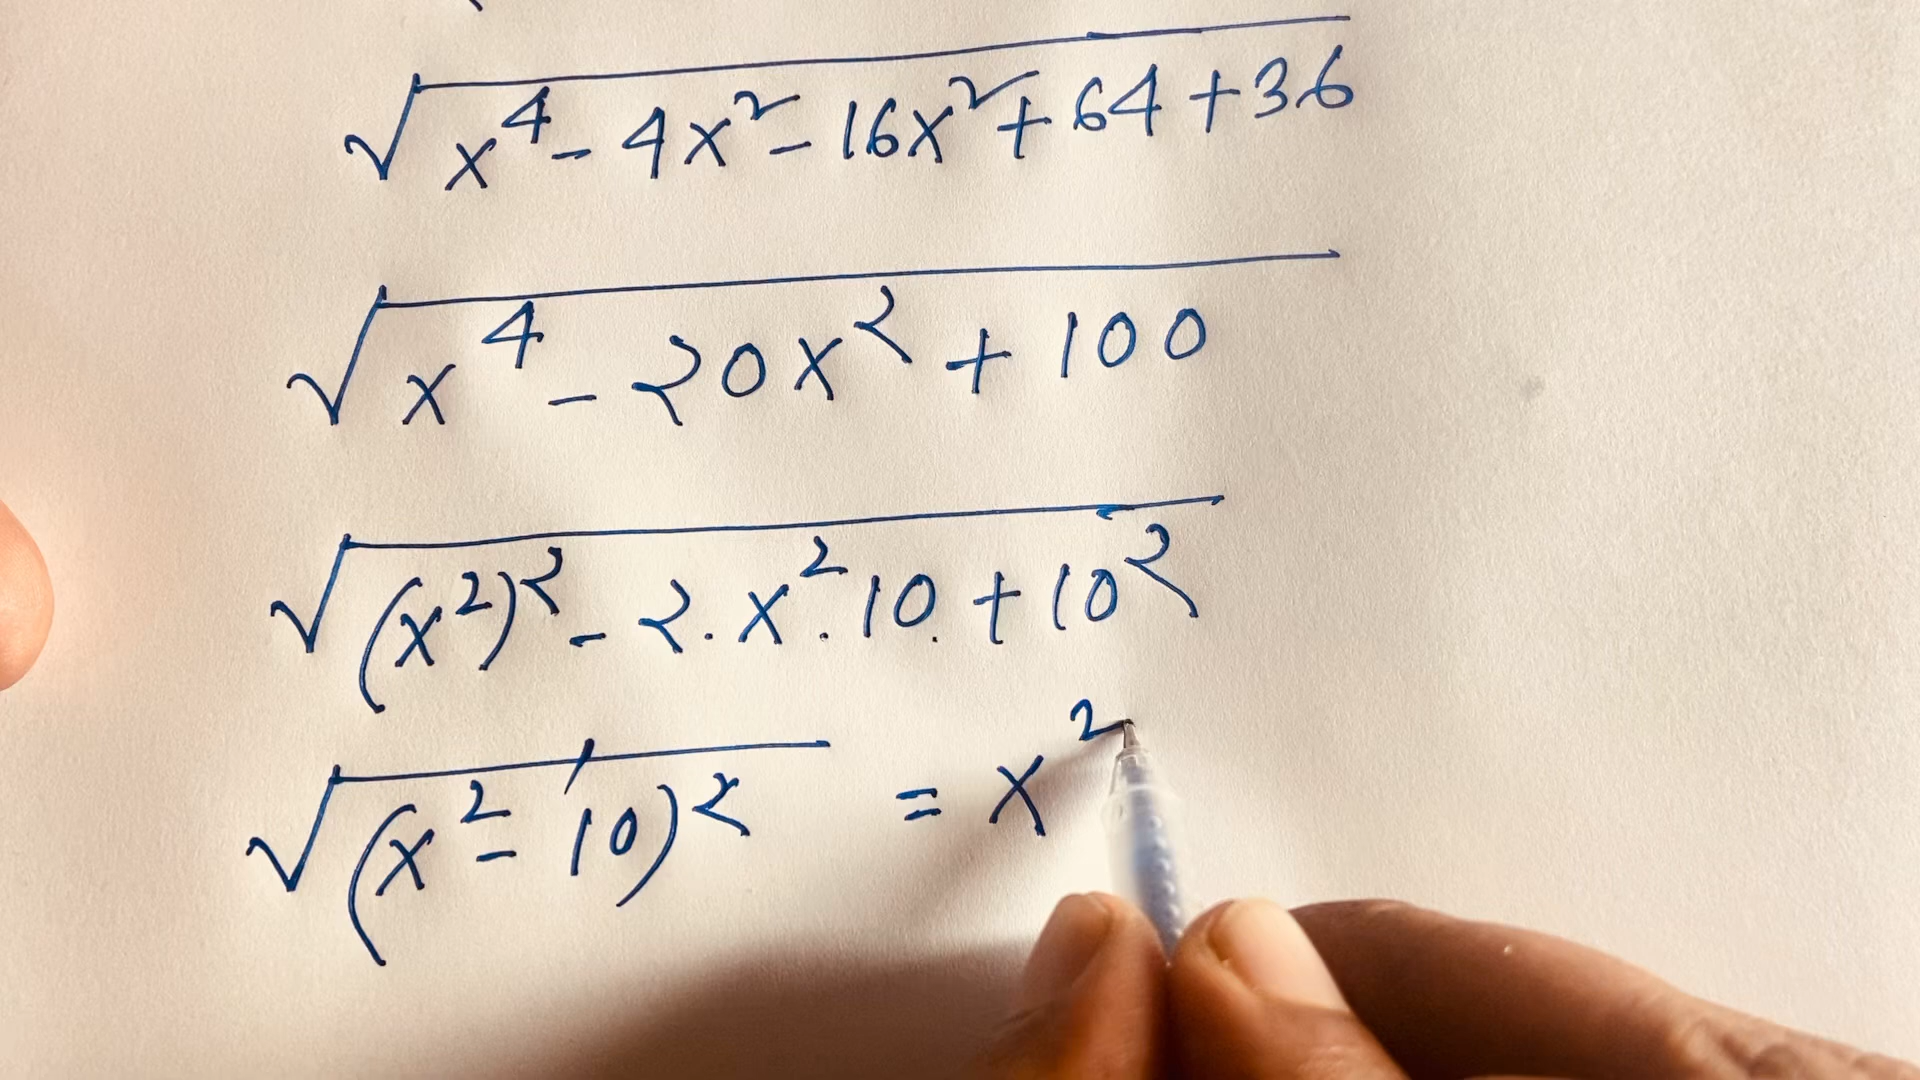 √(x⁴ - 4x² - 16x² + 64 + 36)
√(x⁴ - 20x² + 100)
√((x²)² - 2.x².10. + 10²)
√((x² - 10)²) = x²